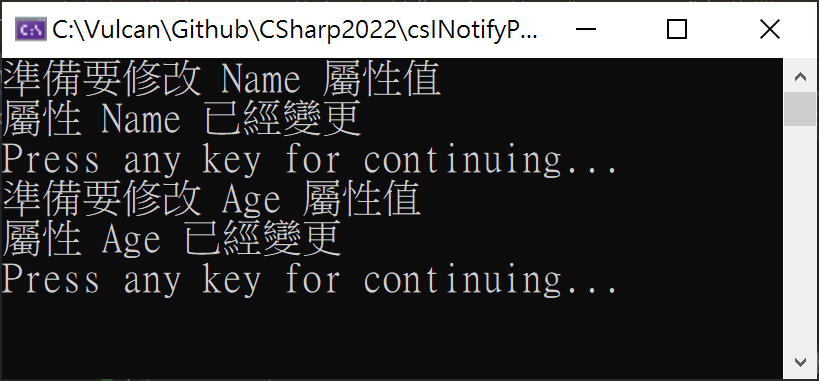 C:\Vulcan\Github\CSharp2022\csINotifyP...
準備要修改 Name 屬性值
屬性 Name 已經變更
Press any key for continuing...
準備要修改 Age 屬性值
屬性 Age 已經變更
Press any key for continuing...